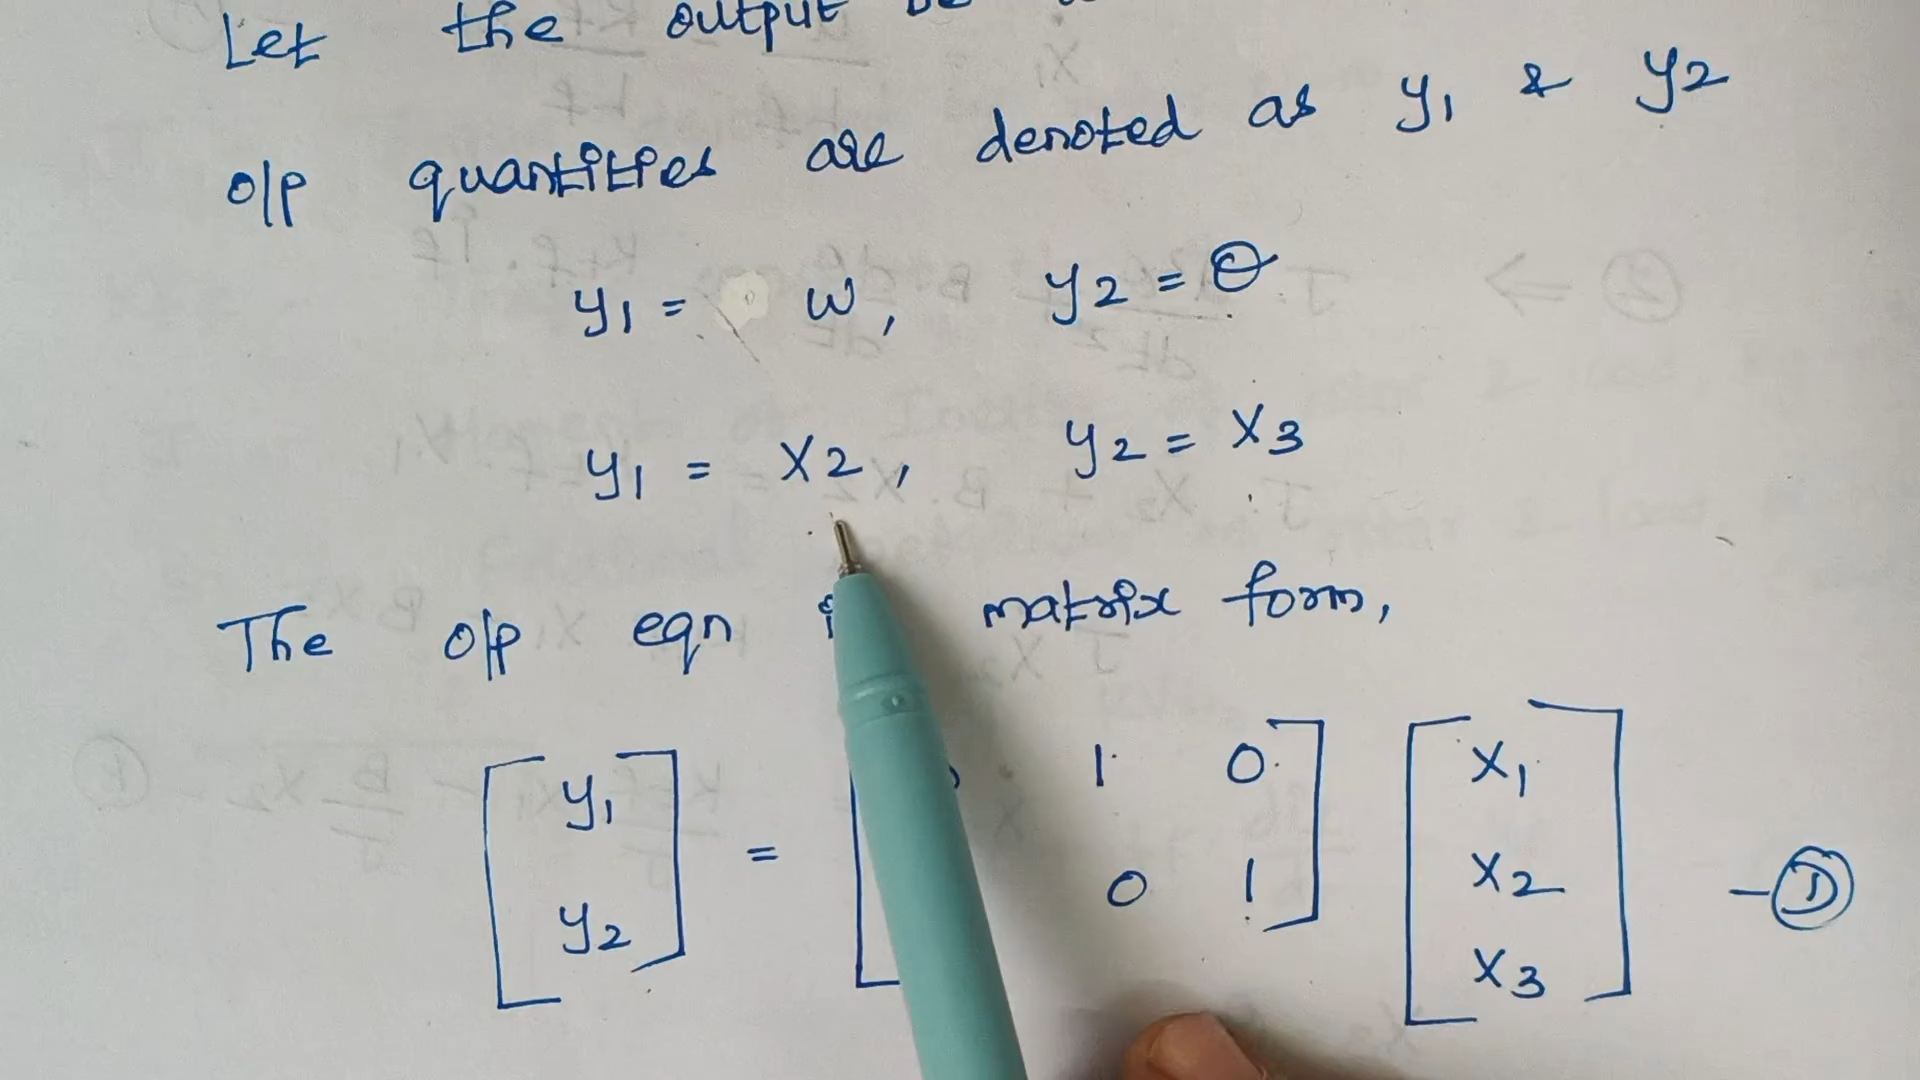 Let the output be
o/p quantities are denoted as y1 & y2
y1 = ω, y2 = θ
y1 = X2, y2 = X3
The o/p eqn matrix form,
[y1 y2] = [1 0 0 1] [X1 X2 X3] - I